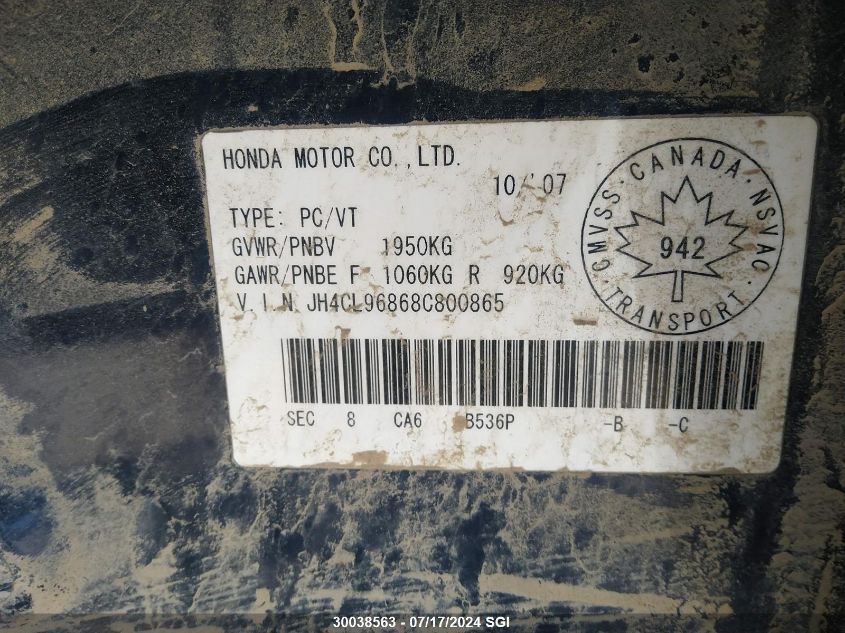 HONDA MOTOR CO.,LTD.
10/'07
TYPE: PC/VT
GVWR/PNBV 1950KG
GAWR/PNBE F 1060KG R 920KG
V.I.N.JH4CL96868C800865
CANADA · NSVAC · TRANSPORT · CMVSS ·
942
SEC 8 CA6 B536P -B -C
30038563 - 07/17/2024 SGI